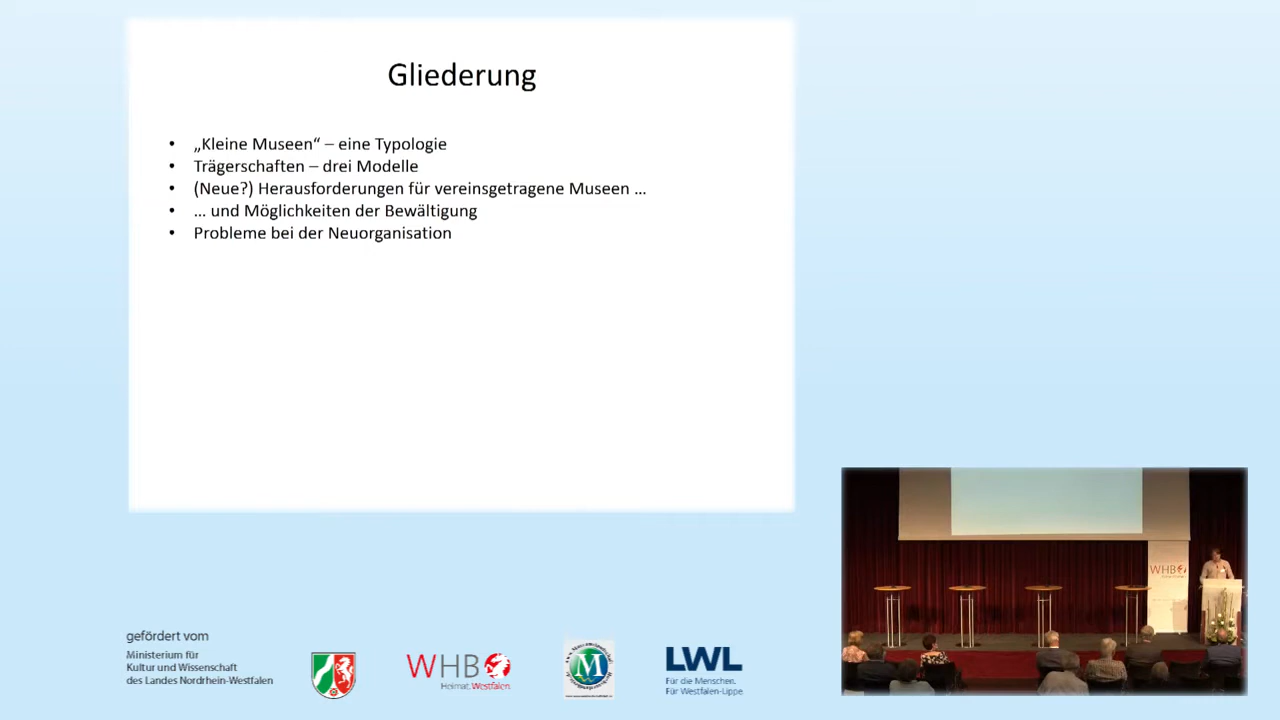 Gliederung
• „Kleine Museen“ – eine Typologie
• Trägerschaften – drei Modelle
• (Neue?) Herausforderungen für vereinsgetragene Museen …
• … und Möglichkeiten der Bewältigung
• Probleme bei der Neuorganisation
WHB
gefördert vom
Ministerium für
Kultur und Wissenschaft
des Landes Nordrhein-Westfalen
WHB
Heimat.Westfalen.
M
LWL
Für die Menschen.
Für Westfalen-Lippe.